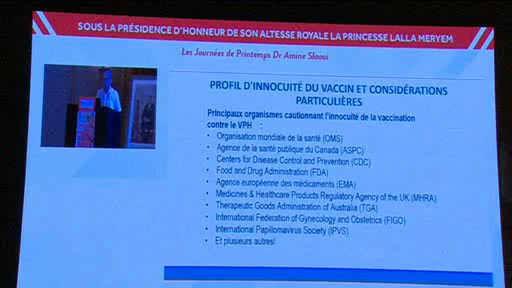 SOUS LA PRÉSIDENCE D'HONNEUR DE SON ALTESSE ROYALE LA PRINCESSE LALLA MERYEM
Les Journées de Printemps Dr Amine Slaoui
PROFIL D'INNOCUITÉ DU VACCIN ET CONSIDÉRATIONS
PARTICULIÈRES
Principaux organismes cautionnant l'innocuité de la vaccination
contre le VPH :
• Organisation mondiale de la santé (OMS)
• Agence de la santé publique du Canada (ASPC)
• Centers for Disease Control and Prevention (CDC)
• Food and Drug Administration (FDA)
• Agence européenne des médicaments (EMA)
• Medicines & Healthcare Products Regulatory Agency of the UK (MHRA)
• Therapeutic Goods Administration of Australia (TGA)
• International Federation of Gynecology and Obstetrics (FIGO)
• International Papillomavirus Society (IPVS)
• Et plusieurs autres!